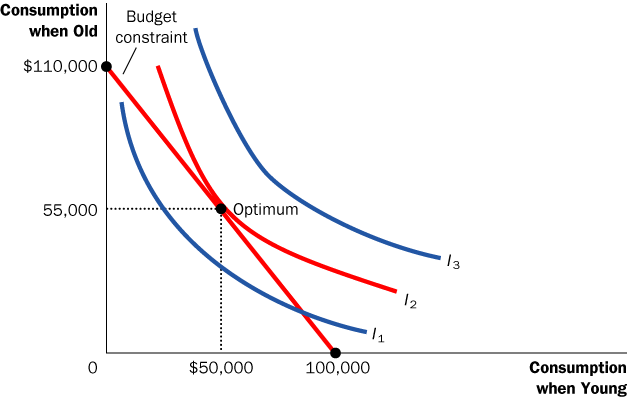 Consumption
when Old
Budget
constraint
$110,000
55,000
Optimum
I3
I2
I1
0
$50,000
100,000
Consumption
when Young